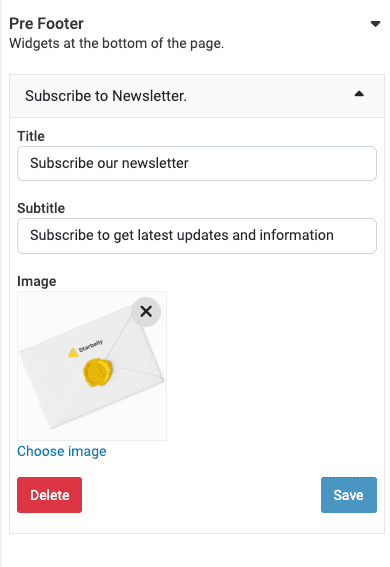 Pre Footer
Widgets at the bottom of the page.
Subscribe to Newsletter.
Title
Subscribe our newsletter
Subtitle
Subscribe to get latest updates and information
Image
Starbelly
Choose image
Delete
Save